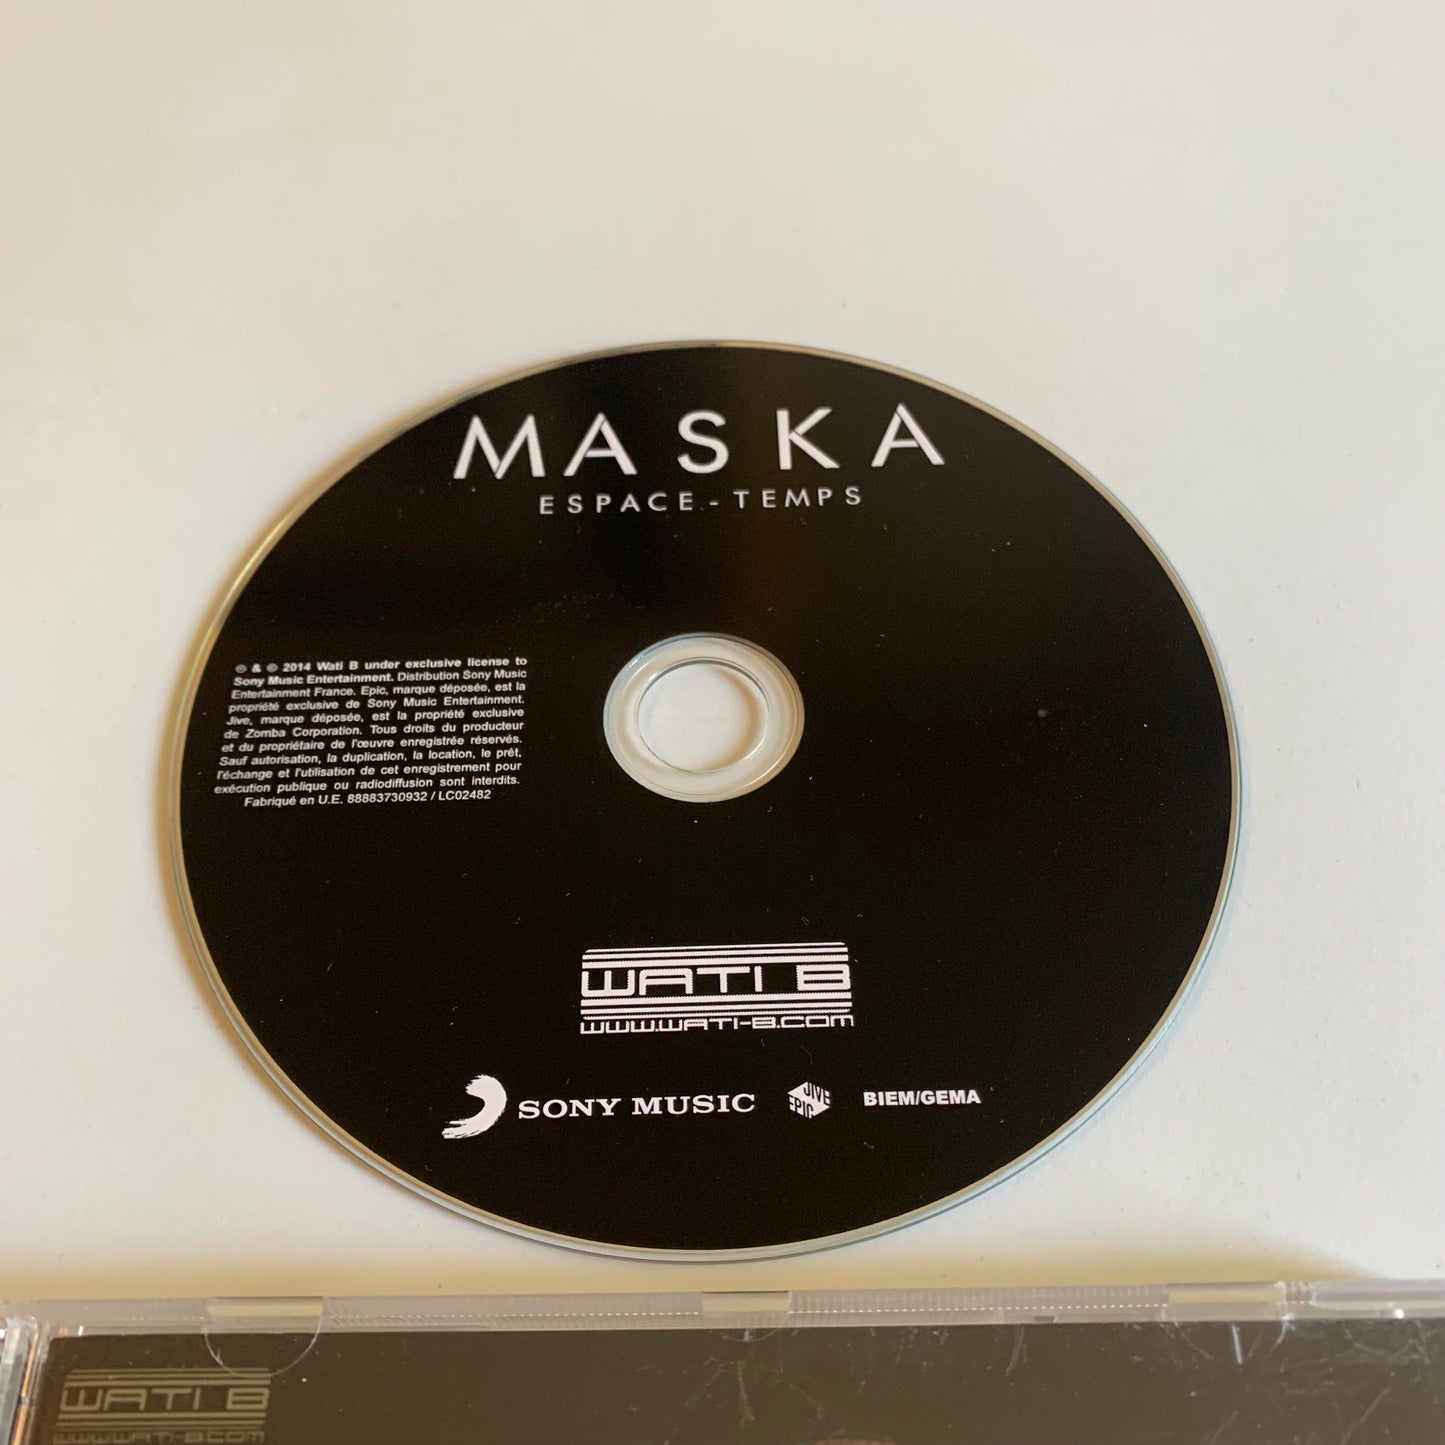 MASKA
ESPACE-TEMPS
℗ & © 2014 Wati B under exclusive license to
Sony Music Entertainment. Distribution Sony Music
Entertainment France. Epic, marque déposée, est la
propriété exclusive de Sony Music Entertainment.
Jive, marque déposée, est la propriété exclusive
de Zomba Corporation. Tous droits du producteur
et du propriétaire de l'œuvre enregistrée réservés.
Sauf autorisation, la duplication, la location, le prêt,
l'échange et l'utilisation de cet enregistrement pour
exécution publique ou radiodiffusion sont interdits.
Fabriqué en U.E. 88883730932 / LC02482
WATI B
WWW.WATI-B.COM
SONY MUSIC
JIVE
EPIC
BIEM/GEMA
WATI B
WWW.WATI-B.COM